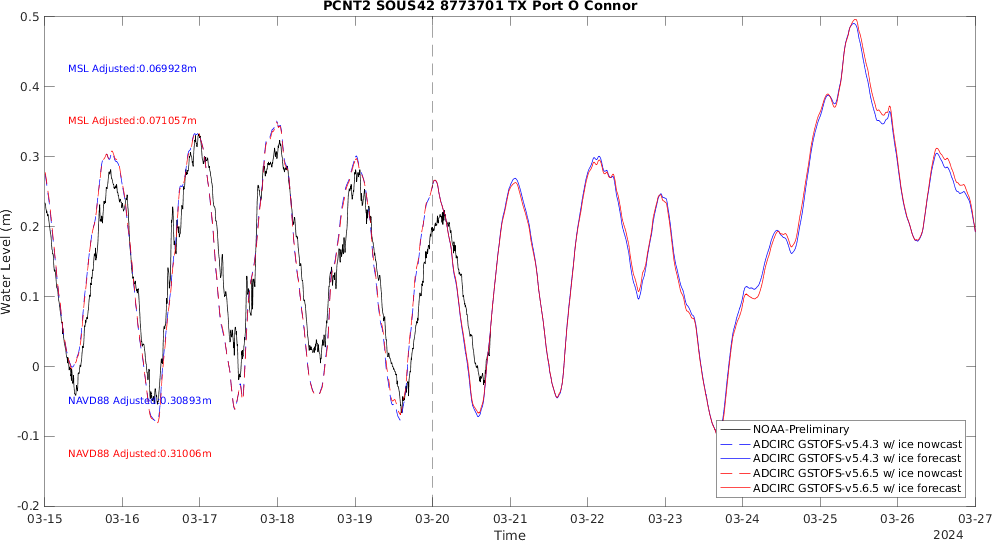 PCNT2 SOUS42 8773701 TX Port O Connor
Water Level (m)
0.5
0.4
0.3
0.2
0.1
0
-0.1
-0.2
MSL Adjusted:0.069928m
MSL Adjusted:0.071057m
NAVD88 Adjusted:0.30893m
NAVD88 Adjusted:0.31006m
NOAA-Preliminary
ADCIRC GSTOFS-v5.4.3 w/ ice nowcast
ADCIRC GSTOFS-v5.4.3 w/ ice forecast
ADCIRC GSTOFS-v5.6.5 w/ ice nowcast
ADCIRC GSTOFS-v5.6.5 w/ ice forecast
03-15 03-16 03-17 03-18 03-19 03-20 03-21 03-22 03-23 03-24 03-25 03-26 03-27
Time
2024